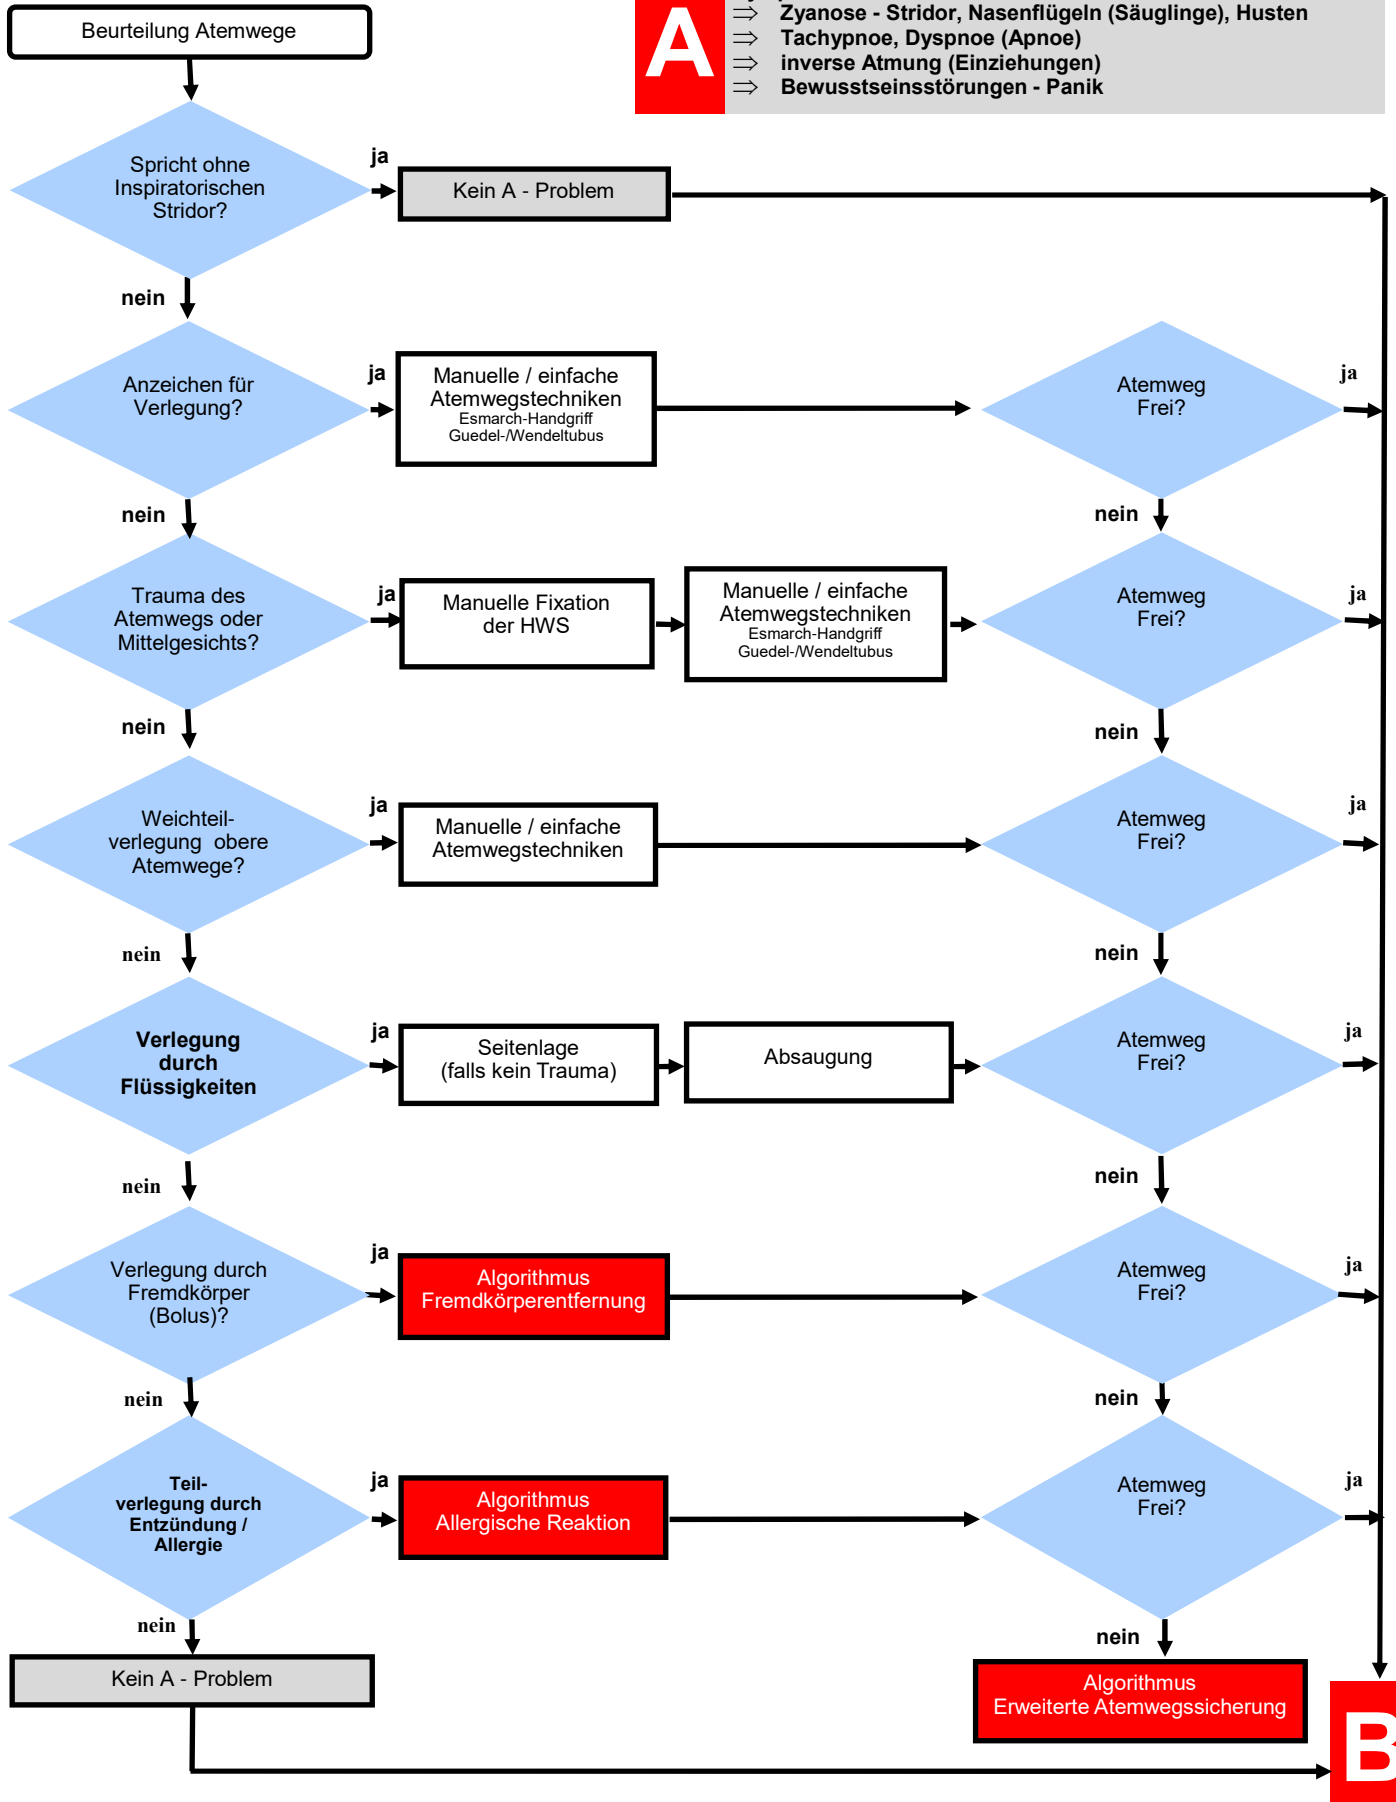 Beurteilung Atemwege
A
⇒ Zyanose - Stridor, Nasenflügeln (Säuglinge), Husten
⇒ Tachypnoe, Dyspnoe (Apnoe)
⇒ inverse Atmung (Einziehungen)
⇒ Bewusstseinsstörungen - Panik
Spricht ohne
Inspiratorischen
Stridor?
ja
Kein A - Problem
nein
Anzeichen für
Verlegung?
ja
Manuelle / einfache
Atemwegstechniken
Esmarch-Handgriff
Guedel-/Wendeltubus
Atemweg
Frei?
ja
nein
nein
Trauma des
Atemwegs oder
Mittelgesichts?
ja
Manuelle Fixation
der HWS
Manuelle / einfache
Atemwegstechniken
Esmarch-Handgriff
Guedel-/Wendeltubus
Atemweg
Frei?
ja
nein
nein
Weichteil-
verlegung obere
Atemwege?
ja
Manuelle / einfache
Atemwegstechniken
Atemweg
Frei?
ja
nein
nein
Verlegung
durch
Flüssigkeiten
ja
Seitenlage
(falls kein Trauma)
Absaugung
Atemweg
Frei?
ja
nein
nein
Verlegung durch
Fremdkörper
(Bolus)?
ja
Algorithmus
Fremdkörperentfernung
Atemweg
Frei?
ja
nein
nein
Teil-
verlegung durch
Entzündung /
Allergie
ja
Algorithmus
Allergische Reaktion
Atemweg
Frei?
ja
nein
nein
Kein A - Problem
Algorithmus
Erweiterte Atemwegssicherung
B